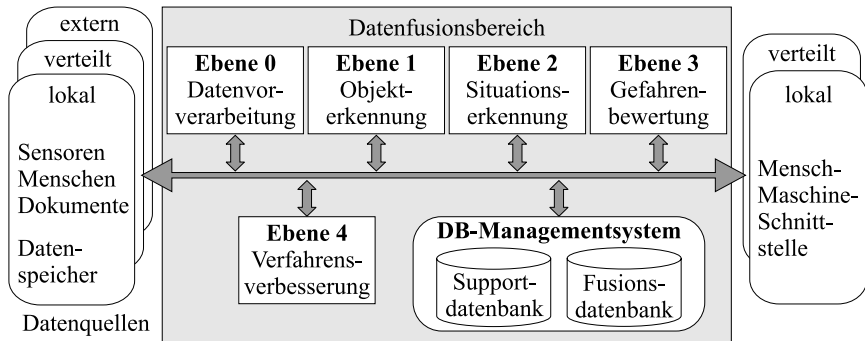 extern
verteilt
lokal
Sensoren
Menschen
Dokumente
Daten-
speicher
Datenquellen
Datenfusionsbereich
Ebene 0
Datenvor-
verarbeitung
Ebene 1
Objekt-
erkennung
Ebene 2
Situations-
erkennung
Ebene 3
Gefahren-
bewertung
Ebene 4
Verfahrens-
verbesserung
DB-Managementsystem
Support-
datenbank
Fusions-
datenbank
verteilt
lokal
Mensch-
Maschine-
Schnitt-
stelle